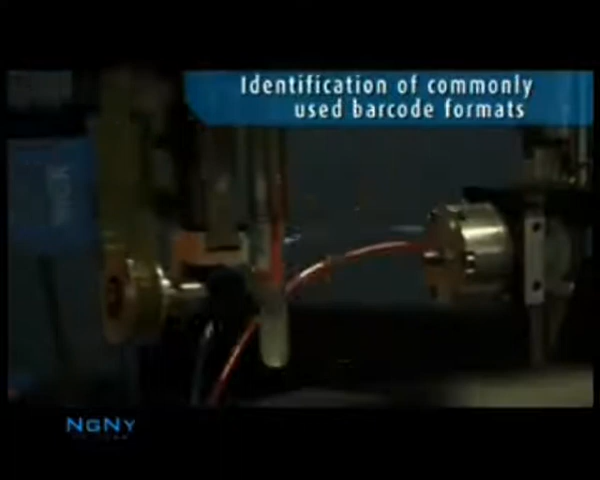 Identification of commonly
used barcode formats
NgNy